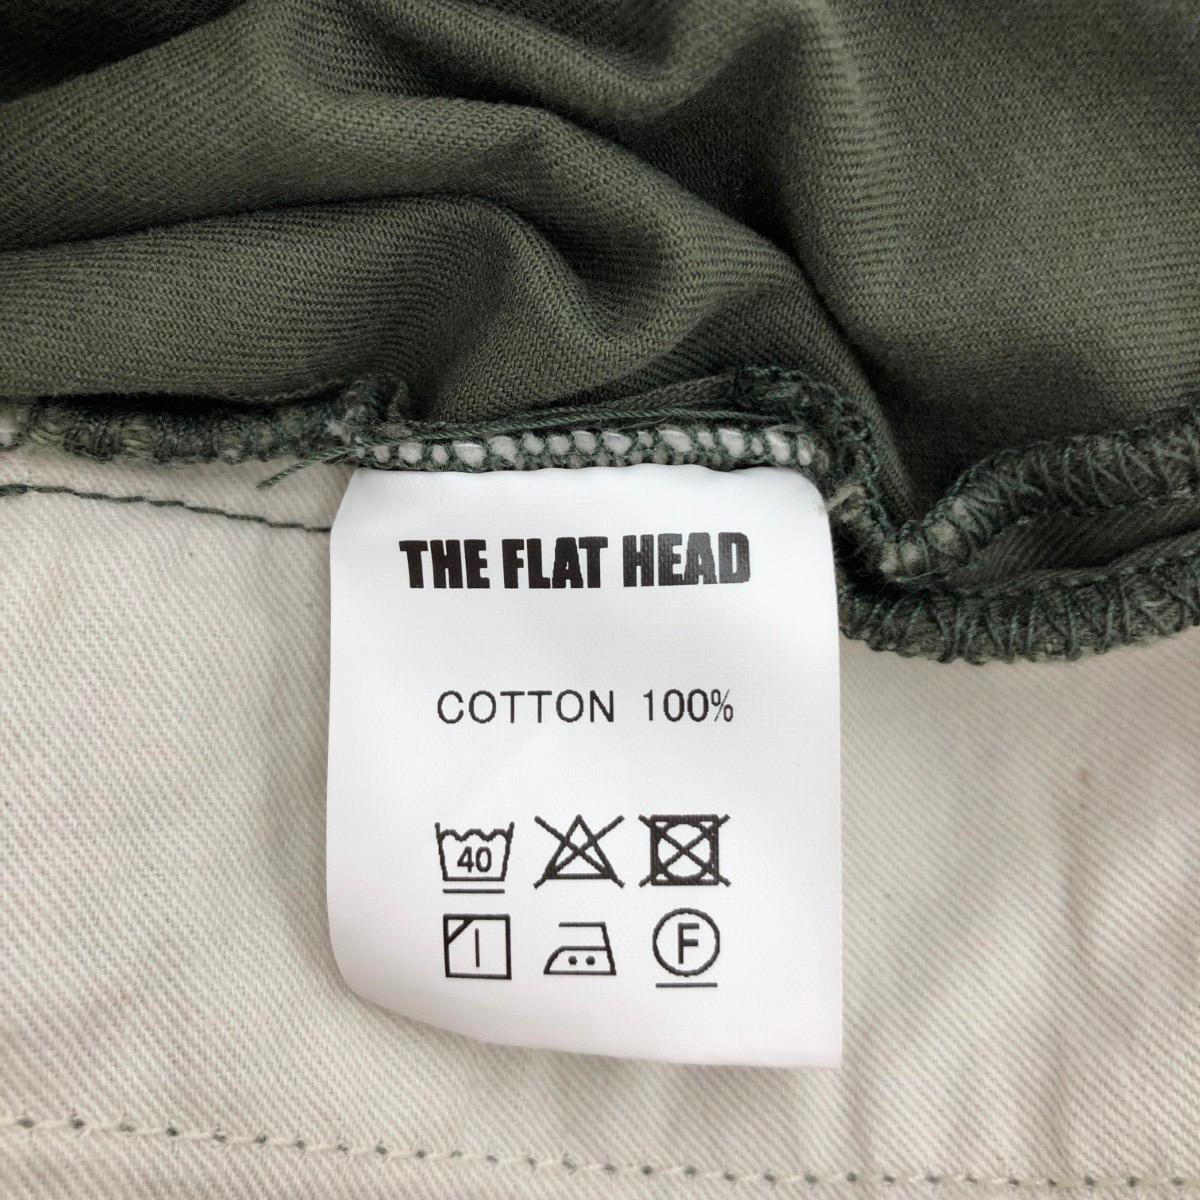 THE FLAT HEAD
COTTON 100%
40
F